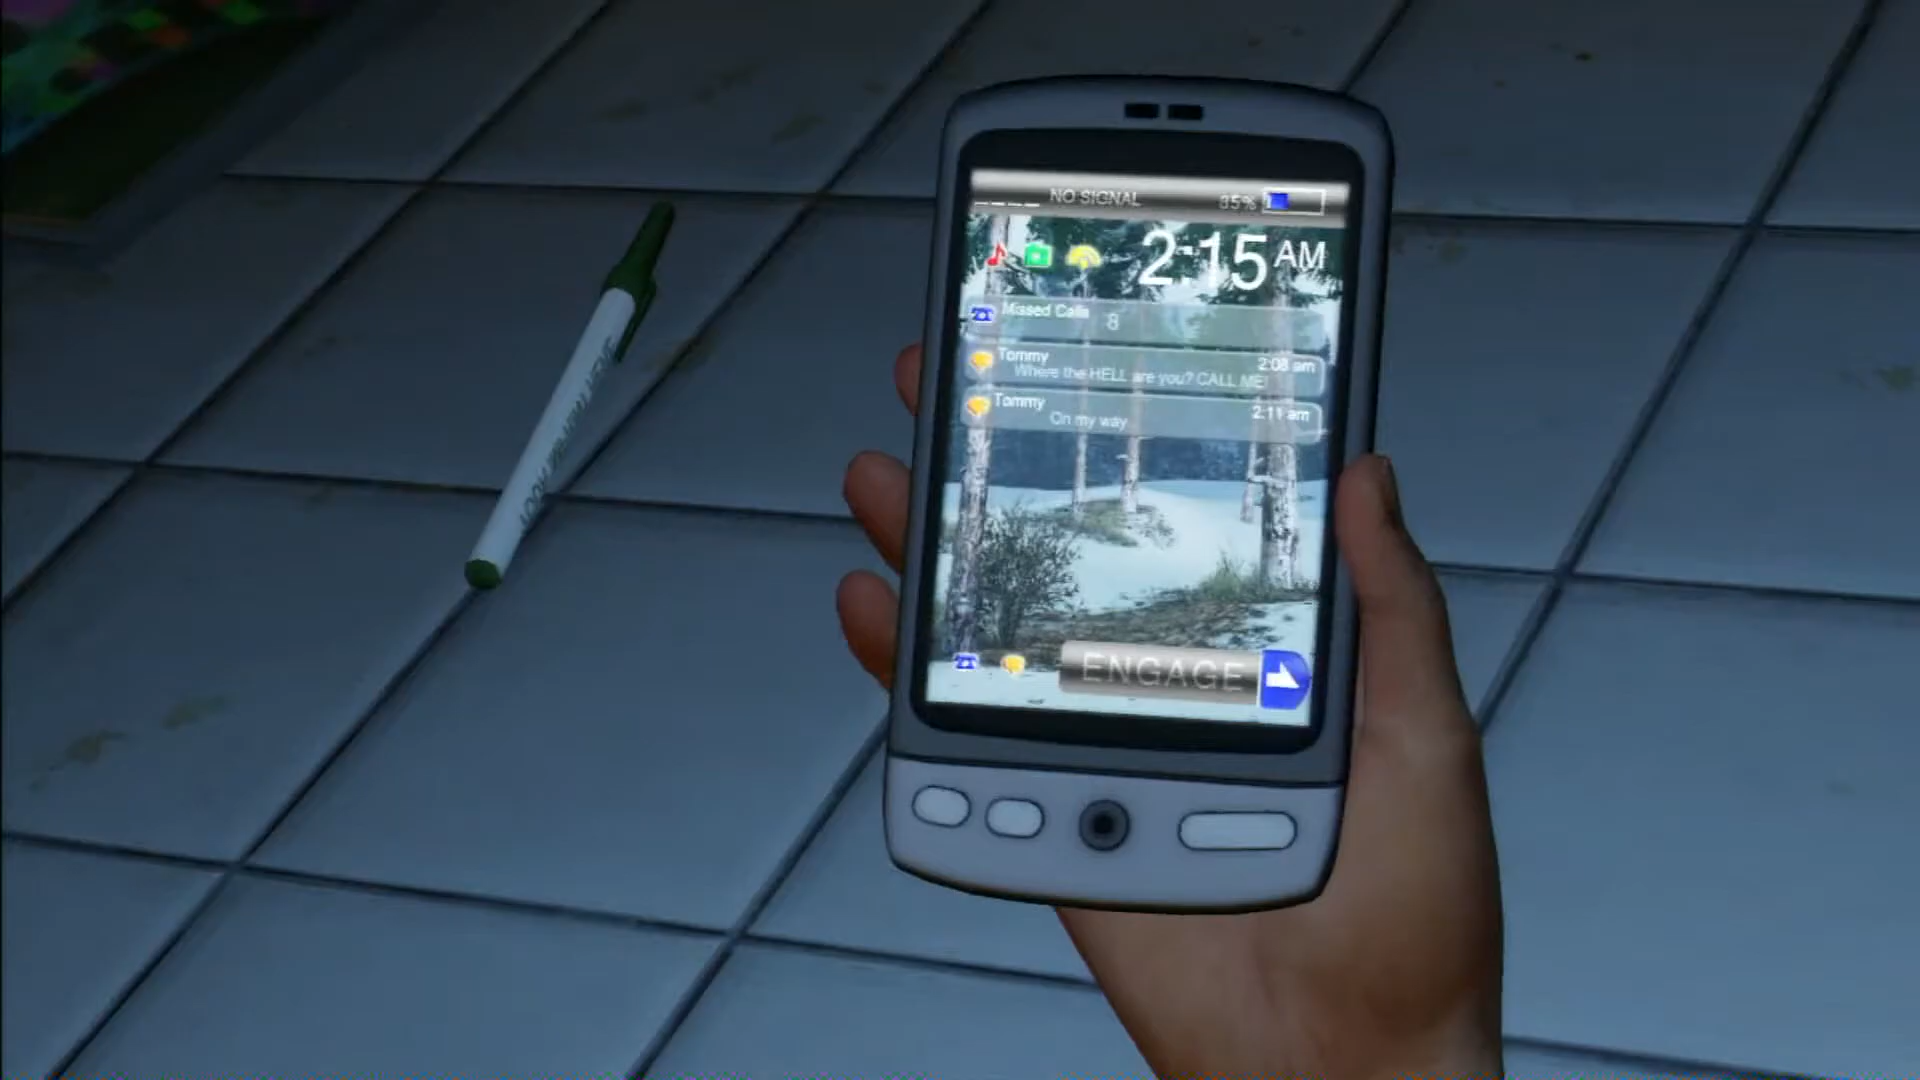 NO SIGNAL 85%
2:15 AM
Missed Calls
8
Tommy 2:08 am
Where the HELL are you? CALL ME!
Tommy 2:11 am
On my way
ENGAGE